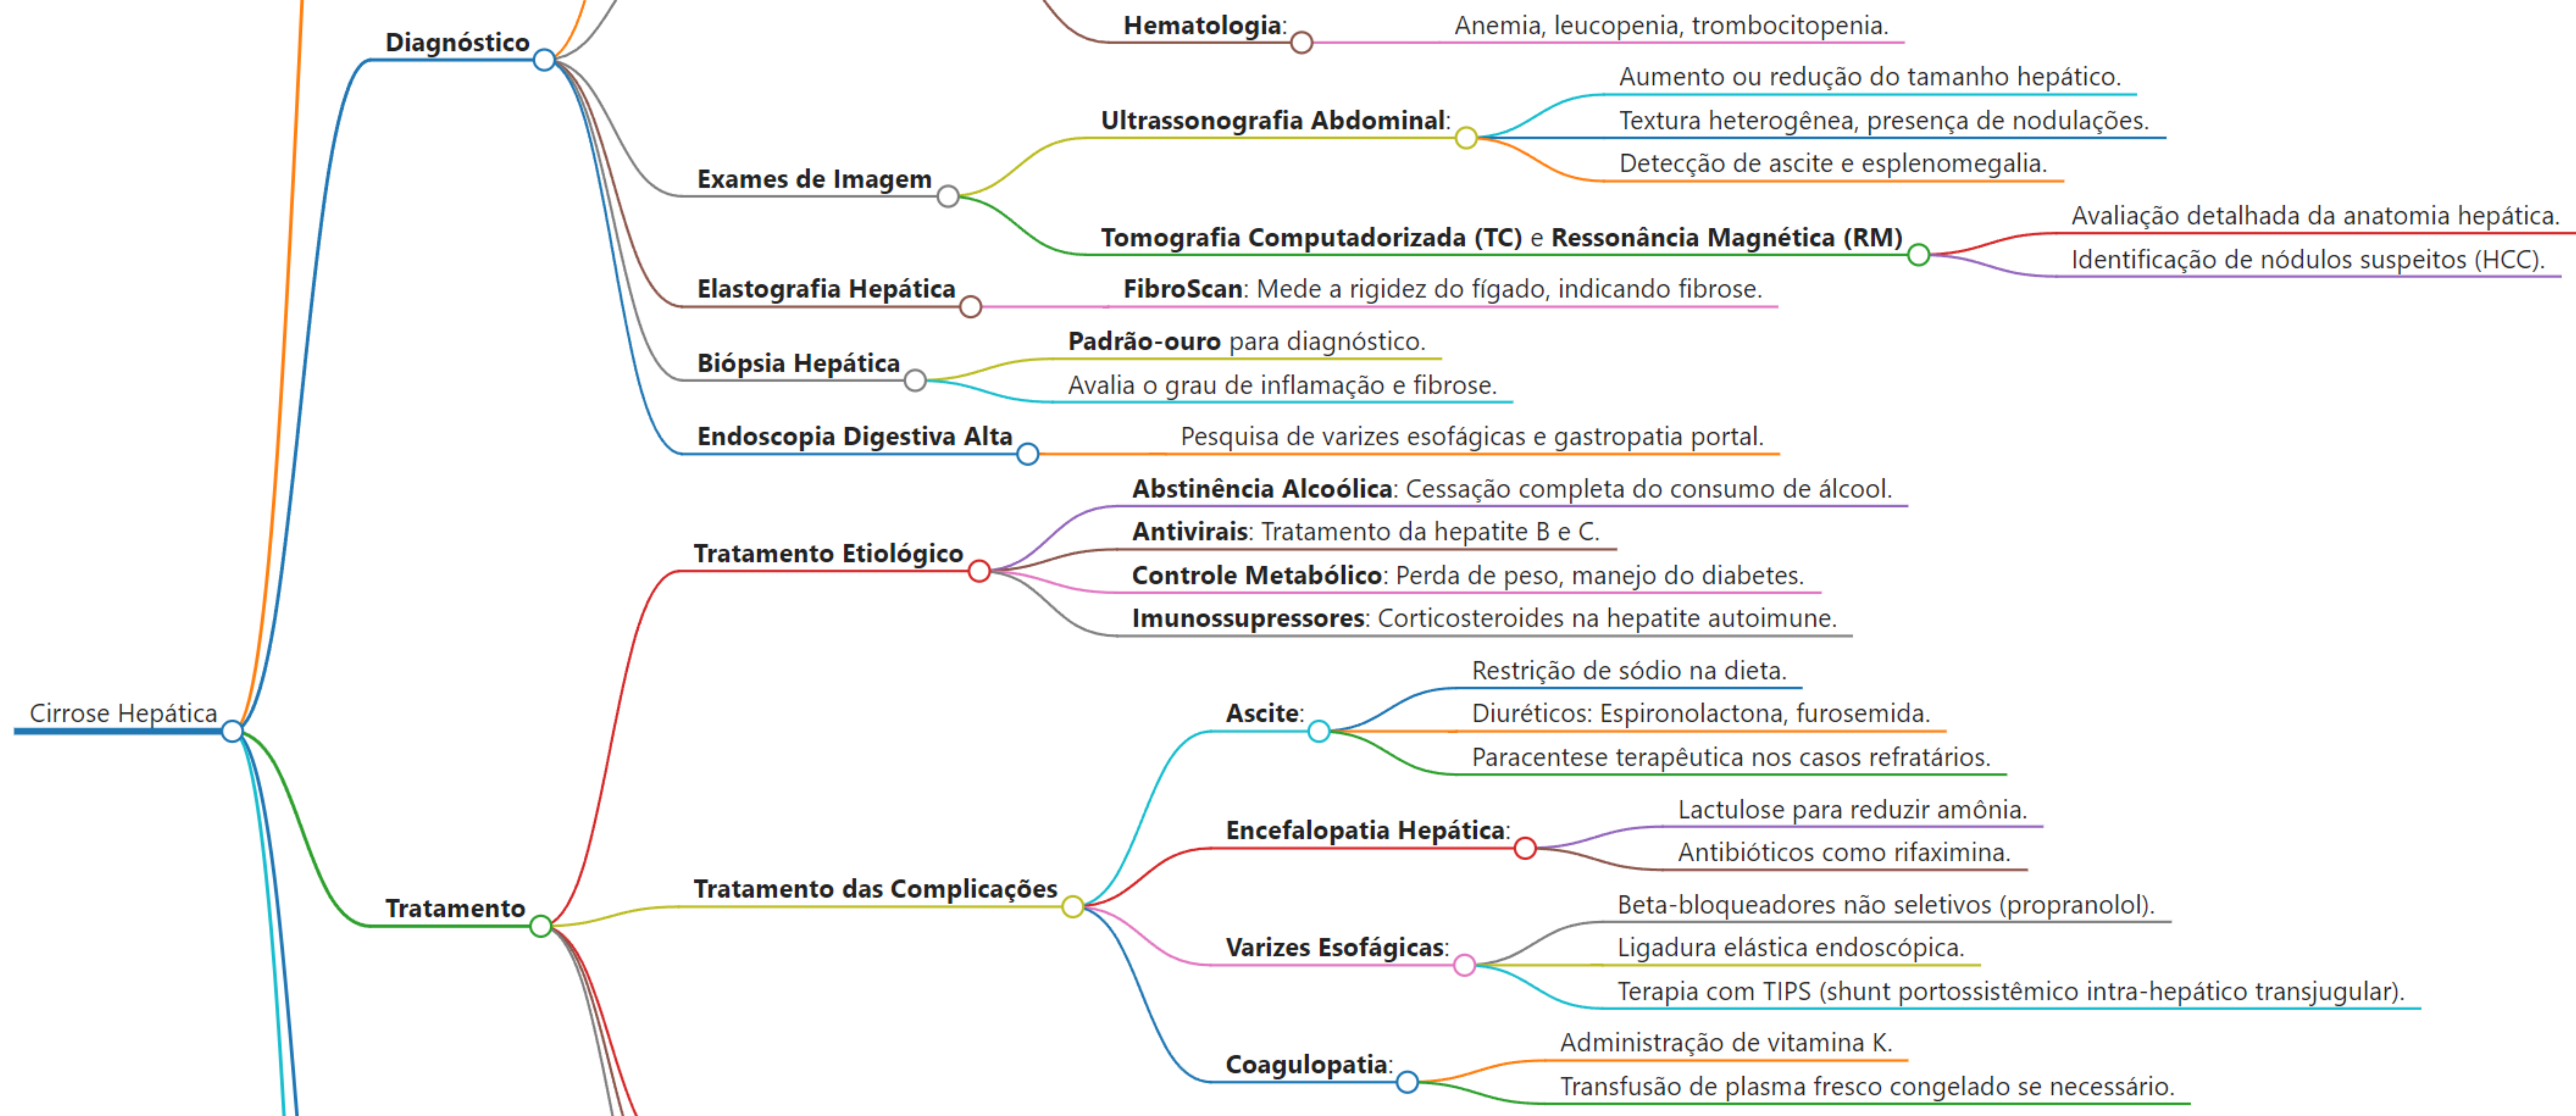 Cirrose Hepática
Diagnóstico
Hematologia:
Anemia, leucopenia, trombocitopenia.
Exames de Imagem
Ultrassonografia Abdominal:
Aumento ou redução do tamanho hepático.
Textura heterogênea, presença de nodulações.
Detecção de ascite e esplenomegalia.
Tomografia Computadorizada (TC) e Ressonância Magnética (RM)
Avaliação detalhada da anatomia hepática.
Identificação de nódulos suspeitos (HCC).
Elastografia Hepática
FibroScan: Mede a rigidez do fígado, indicando fibrose.
Biópsia Hepática
Padrão-ouro para diagnóstico.
Avalia o grau de inflamação e fibrose.
Endoscopia Digestiva Alta
Pesquisa de varizes esofágicas e gastropatia portal.
Tratamento
Tratamento Etiológico
Abstinência Alcoólica: Cessação completa do consumo de álcool.
Antivirais: Tratamento da hepatite B e C.
Controle Metabólico: Perda de peso, manejo do diabetes.
Imunossupressores: Corticosteroides na hepatite autoimune.
Tratamento das Complicações
Ascite:
Restrição de sódio na dieta.
Diuréticos: Espironolactona, furosemida.
Paracentese terapêutica nos casos refratários.
Encefalopatia Hepática:
Lactulose para reduzir amônia.
Antibióticos como rifaximina.
Varizes Esofágicas:
Beta-bloqueadores não seletivos (propranolol).
Ligadura elástica endoscópica.
Terapia com TIPS (shunt portossistêmico intra-hepático transjugular).
Coagulopatia:
Administração de vitamina K.
Transfusão de plasma fresco congelado se necessário.